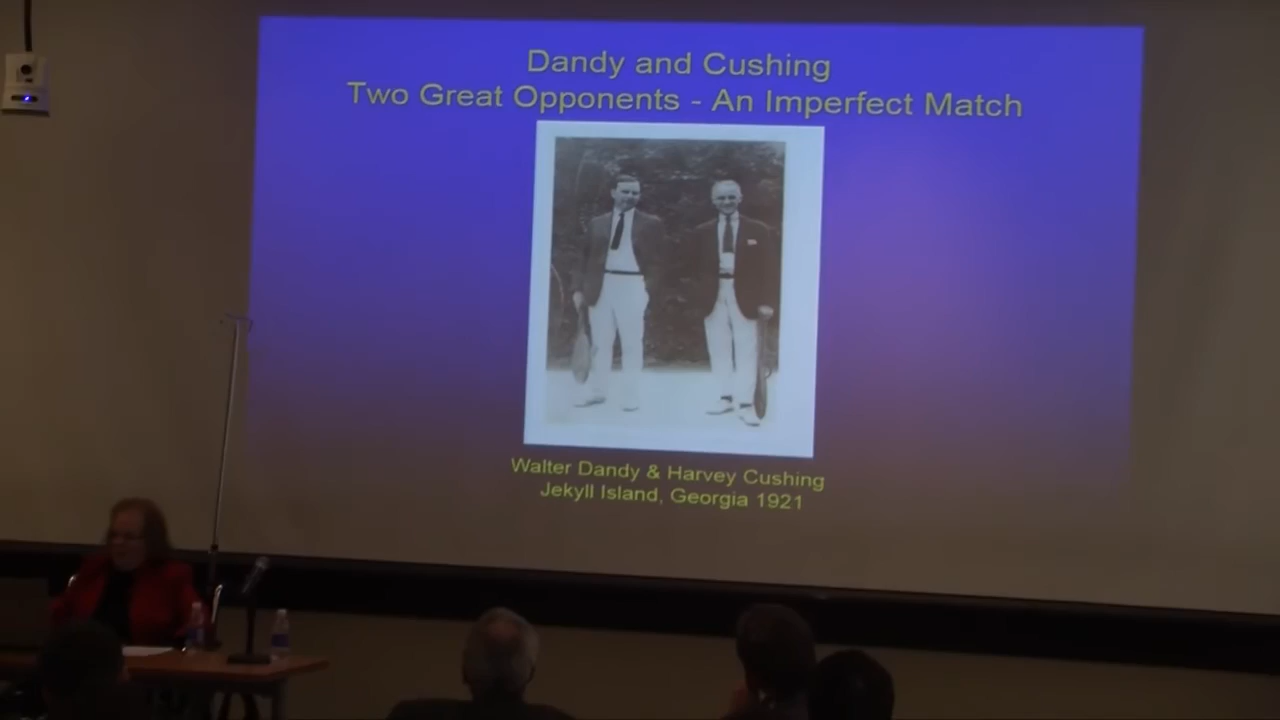 Dandy and Cushing
Two Great Opponents - An Imperfect Match
Walter Dandy & Harvey Cushing
Jekyll Island, Georgia 1921